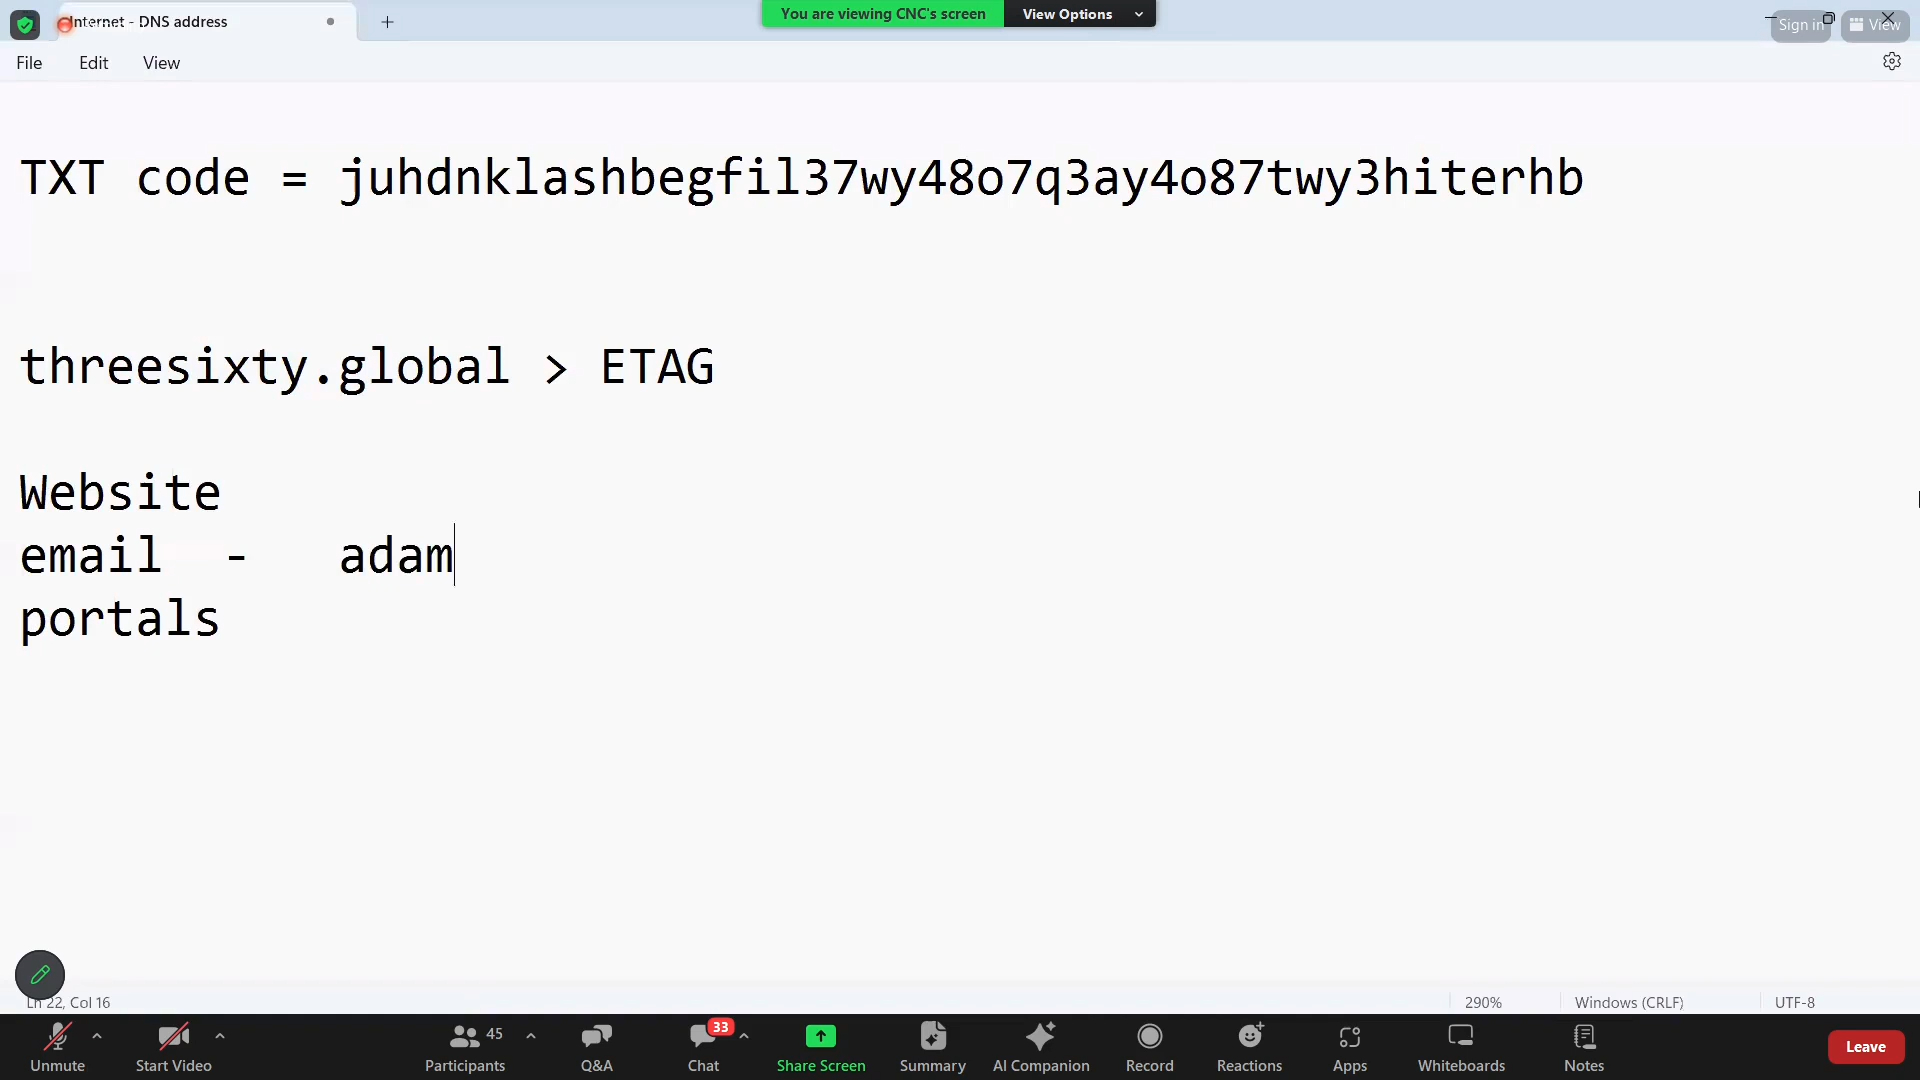 Internet - DNS address
You are viewing CNC's screen
View Options
Sign in
View
File Edit View
TXT code = juhdnklashbegfil37wy48o7q3ay4o87twy3hiterhb
threesixty.global > ETAG
Website
email - adam
portals
Ln 22, Col 16
290%
Windows (CRLF)
UTF-8
45
33
Unmute
Start Video
Participants
Q&A
Chat
Share Screen
Summary
AI Companion
Record
Reactions
Apps
Whiteboards
Notes
Leave